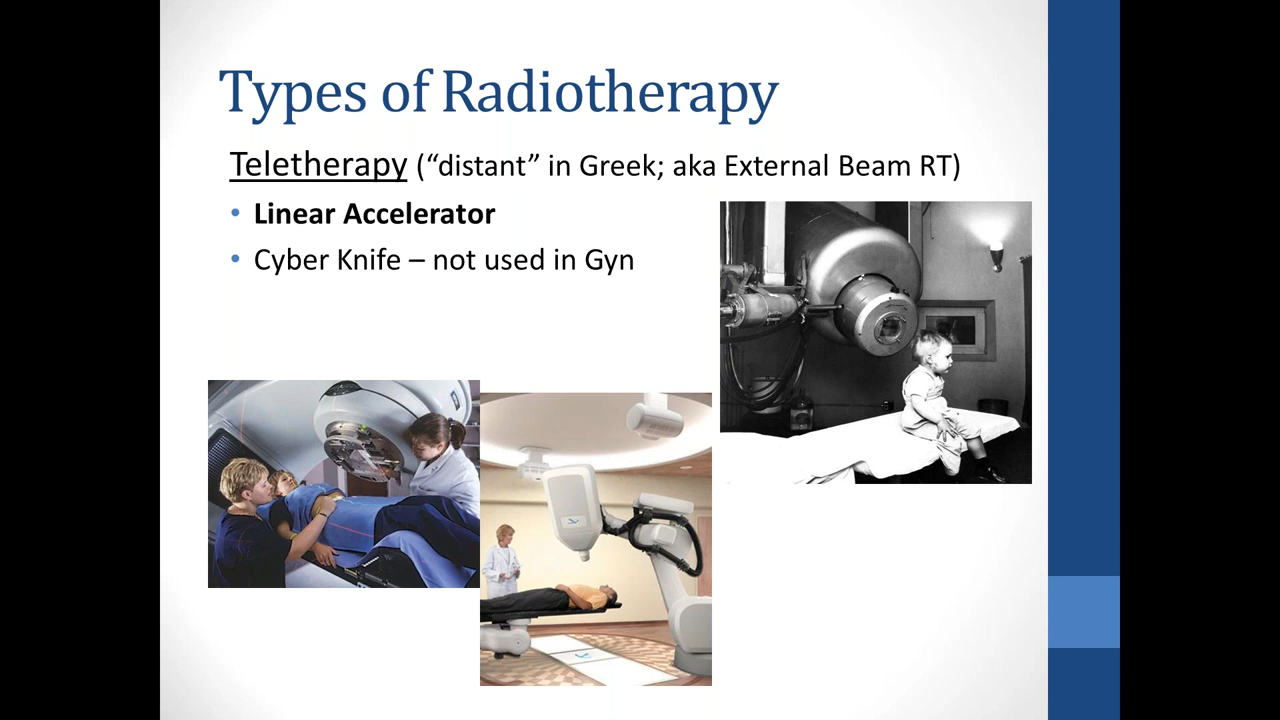 Types of Radiotherapy
Teletherapy (“distant” in Greek; aka External Beam RT)
• Linear Accelerator
• Cyber Knife – not used in Gyn